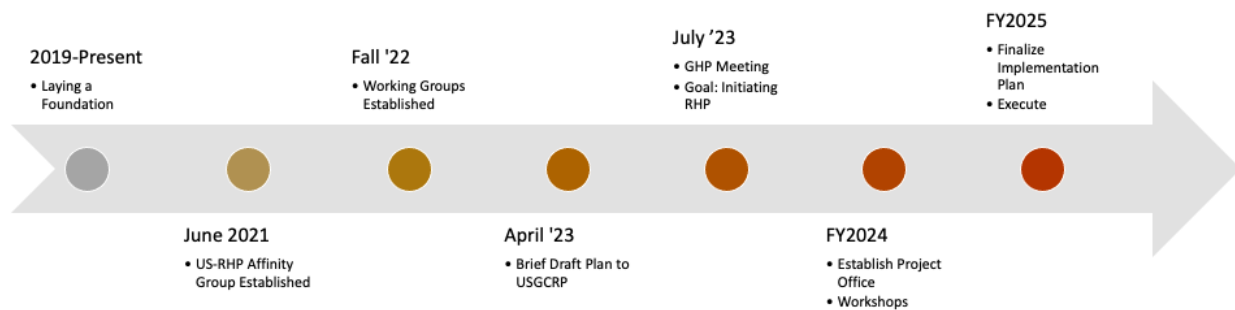 2019-Present
• Laying a
Foundation
June 2021
• US-RHP Affinity
Group Established
Fall '22
• Working Groups
Established
April '23
• Brief Draft Plan to
USGCRP
July ’23
• GHP Meeting
• Goal: Initiating
RHP
FY2024
• Establish Project
Office
• Workshops
FY2025
• Finalize
Implementation
Plan
• Execute